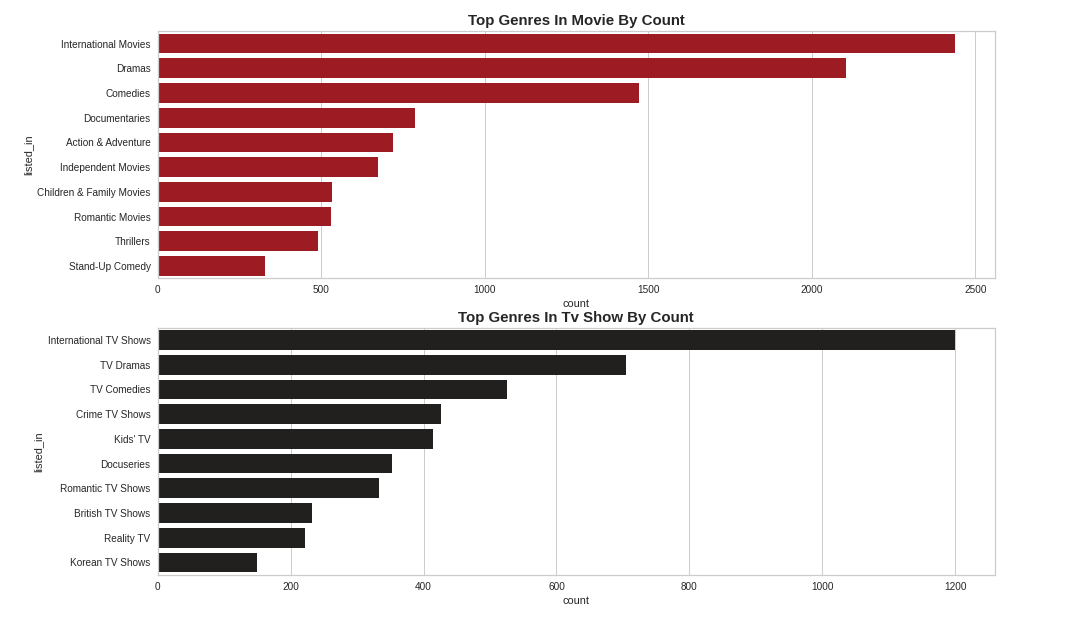 Top Genres In Movie By Count
listed_in
International Movies
Dramas
Comedies
Documentaries
Action & Adventure
Independent Movies
Children & Family Movies
Romantic Movies
Thrillers
Stand-Up Comedy
0 500 1000 1500 2000 2500
count
Top Genres In Tv Show By Count
listed_in
International TV Shows
TV Dramas
TV Comedies
Crime TV Shows
Kids' TV
Docuseries
Romantic TV Shows
British TV Shows
Reality TV
Korean TV Shows
0 200 400 600 800 1000 1200
count